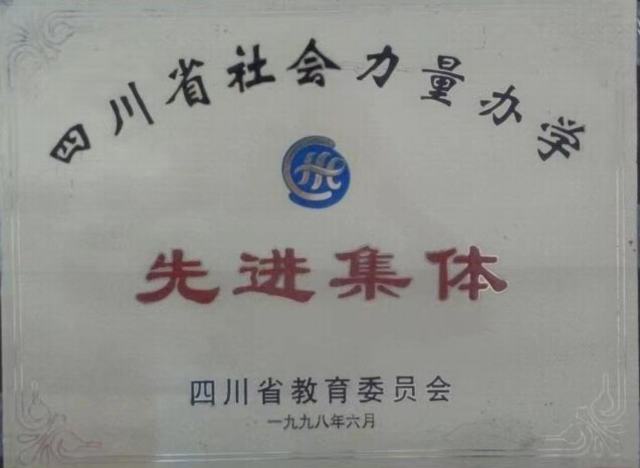 四川省社会力量办学
先进集体
四川省教育委员会
一九九八年六月